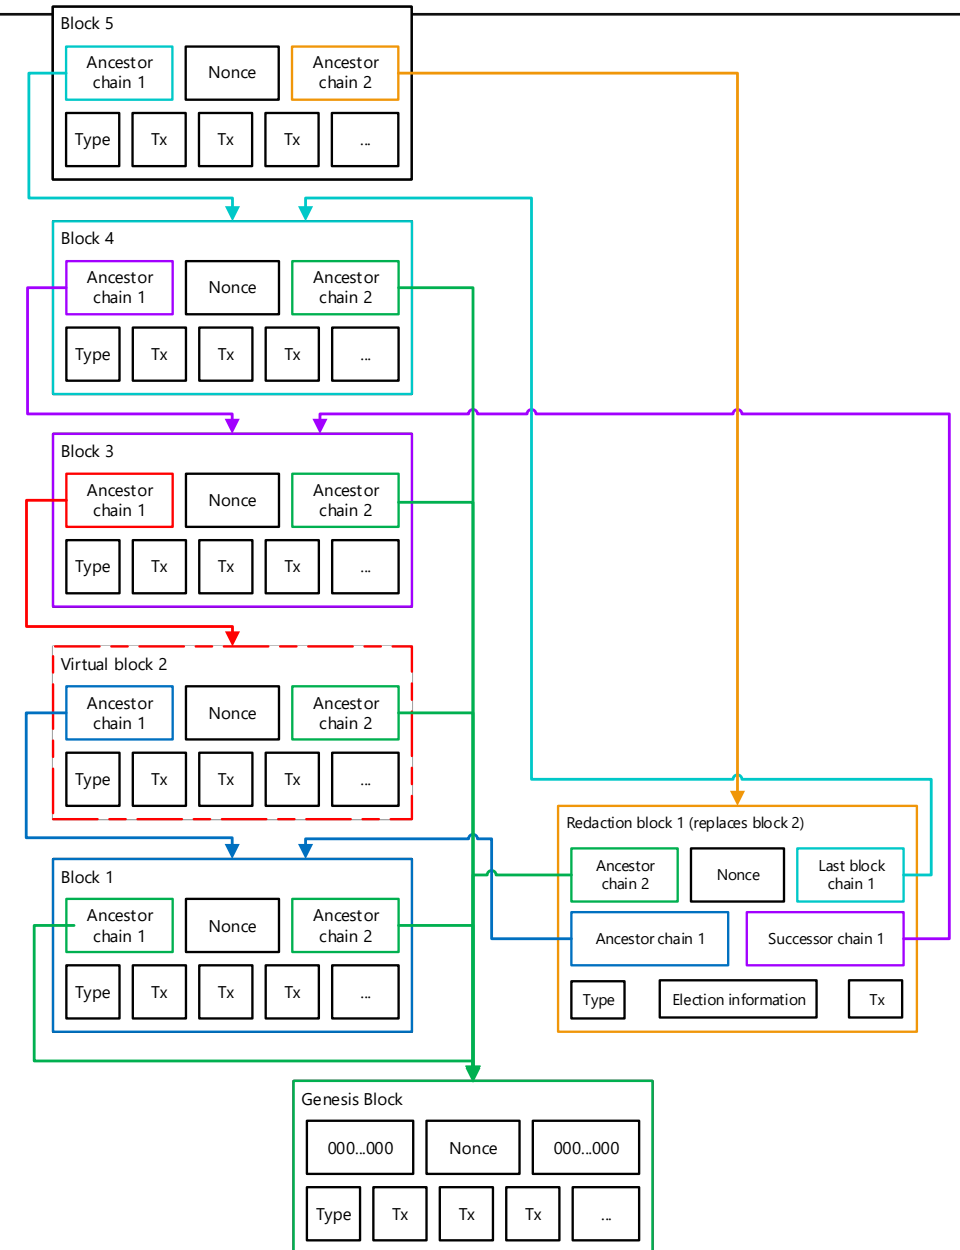 Block 5
Ancestor
chain 1
Nonce
Ancestor
chain 2
Type
Tx
Tx
Tx
...
Block 4
Ancestor
chain 1
Nonce
Ancestor
chain 2
Type
Tx
Tx
Tx
...
Block 3
Ancestor
chain 1
Nonce
Ancestor
chain 2
Type
Tx
Tx
Tx
...
Virtual block 2
Ancestor
chain 1
Nonce
Ancestor
chain 2
Type
Tx
Tx
Tx
...
Redaction block 1 (replaces block 2)
Ancestor
chain 2
Nonce
Last block
chain 1
Ancestor chain 1
Successor chain 1
Type
Election information
Tx
Block 1
Ancestor
chain 1
Nonce
Ancestor
chain 2
Type
Tx
Tx
Tx
...
Genesis Block
000...000
Nonce
000...000
Type
Tx
Tx
Tx
...